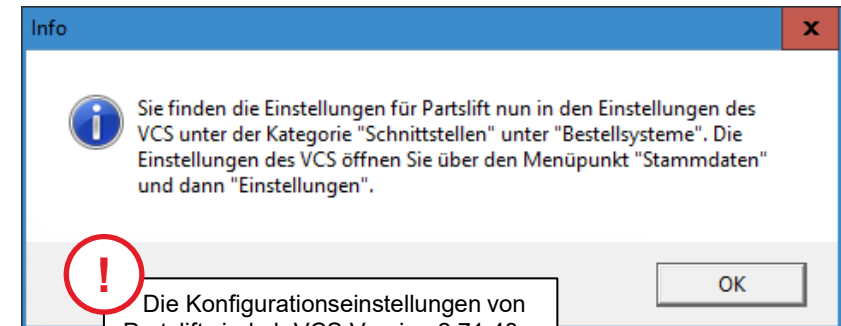 Info
x
Sie finden die Einstellungen für Partslift nun in den Einstellungen des
VCS unter der Kategorie "Schnittstellen" unter "Bestellsysteme". Die
Einstellungen des VCS öffnen Sie über den Menüpunkt "Stammdaten"
und dann "Einstellungen".
OK
!
Die Konfigurationseinstellungen von